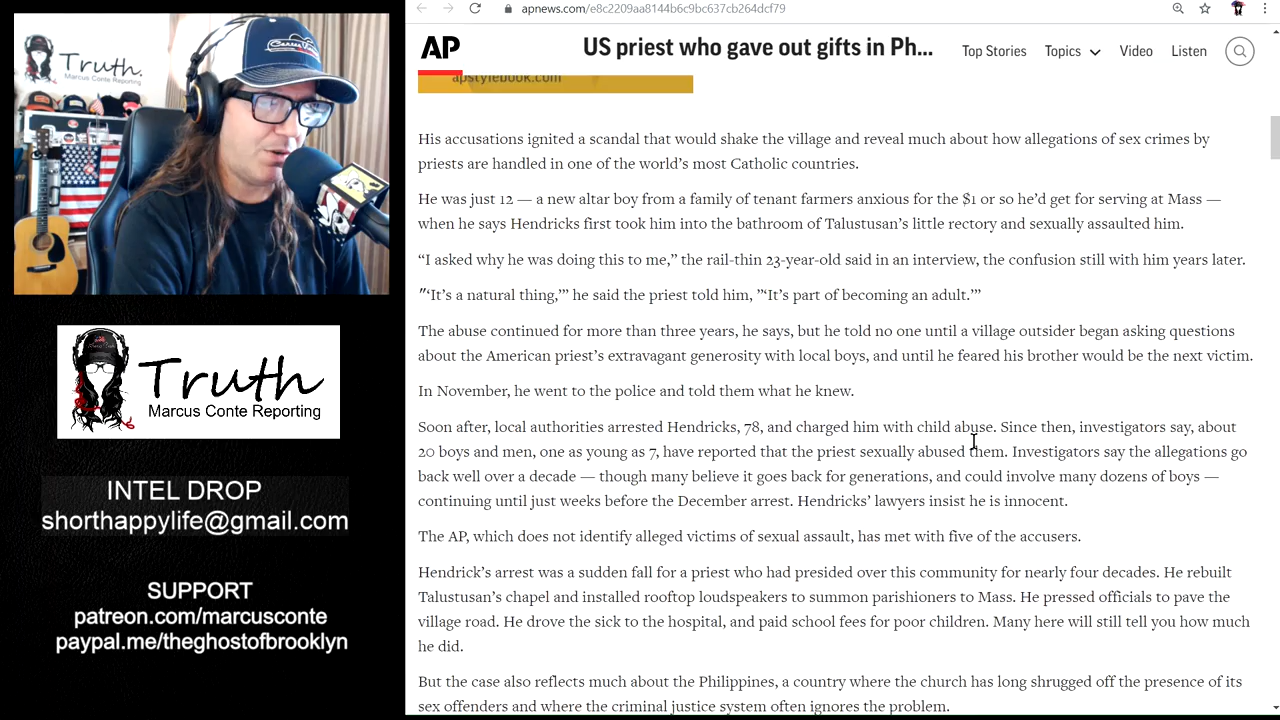 Truth.
Marcus Conte Reporting
Truth
Marcus Conte Reporting
INTEL DROP
shorthappylife@gmail.com
SUPPORT
patreon.com/marcusconte
paypal.me/theghostofbrooklyn
apnews.com/e8c2209aa8144b6c9bc637cb264dcf79
AP
US priest who gave out gifts in Ph...
Top Stories
Topics
Video
Listen
apstylebook.com
His accusations ignited a scandal that would shake the village and reveal much about how allegations of sex crimes by
priests are handled in one of the world’s most Catholic countries.
He was just 12 — a new altar boy from a family of tenant farmers anxious for the $1 or so he’d get for serving at Mass —
when he says Hendricks first took him into the bathroom of Talustusan’s little rectory and sexually assaulted him.
“I asked why he was doing this to me,” the rail-thin 23-year-old said in an interview, the confusion still with him years later.
"‘It’s a natural thing,’” he said the priest told him, ”‘It’s part of becoming an adult.’”
The abuse continued for more than three years, he says, but he told no one until a village outsider began asking questions
about the American priest’s extravagant generosity with local boys, and until he feared his brother would be the next victim.
In November, he went to the police and told them what he knew.
Soon after, local authorities arrested Hendricks, 78, and charged him with child abuse. Since then, investigators say, about
20 boys and men, one as young as 7, have reported that the priest sexually abused them. Investigators say the allegations go
back well over a decade — though many believe it goes back for generations, and could involve many dozens of boys —
continuing until just weeks before the December arrest. Hendricks’ lawyers insist he is innocent.
The AP, which does not identify alleged victims of sexual assault, has met with five of the accusers.
Hendrick’s arrest was a sudden fall for a priest who had presided over this community for nearly four decades. He rebuilt
Talustusan’s chapel and installed rooftop loudspeakers to summon parishioners to Mass. He pressed officials to pave the
village road. He drove the sick to the hospital, and paid school fees for poor children. Many here will still tell you how much
he did.
But the case also reflects much about the Philippines, a country where the church has long shrugged off the presence of its
sex offenders and where the criminal justice system often ignores the problem.